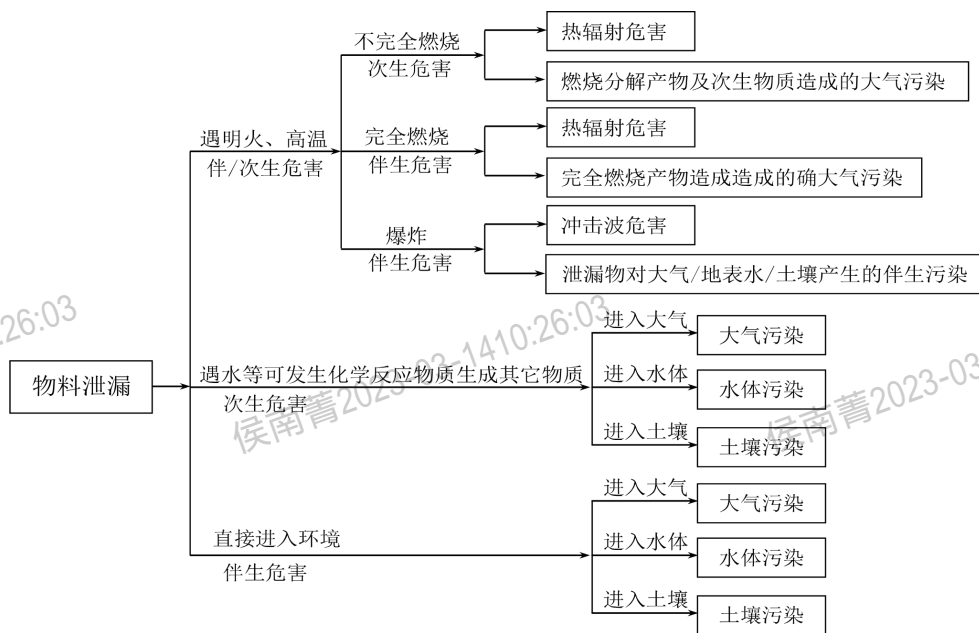 不完全燃烧
次生危害
热辐射危害
燃烧分解产物及次生物质造成的大气污染
遇明火、高温
伴/次生危害
完全燃烧
伴生危害
热辐射危害
完全燃烧产物造成造成的确大气污染
爆炸
伴生危害
冲击波危害
泄漏物对大气/地表水/土壤产生的伴生污染
物料泄漏
遇水等可发生化学反应物质生成其它物质
次生危害
进入大气
大气污染
进入水体
水体污染
进入土壤
土壤污染
直接进入环境
伴生危害
进入大气
大气污染
进入水体
水体污染
进入土壤
土壤污染
:26:03
侯南菁2023-03-1410:26:03
侯南菁2023-03